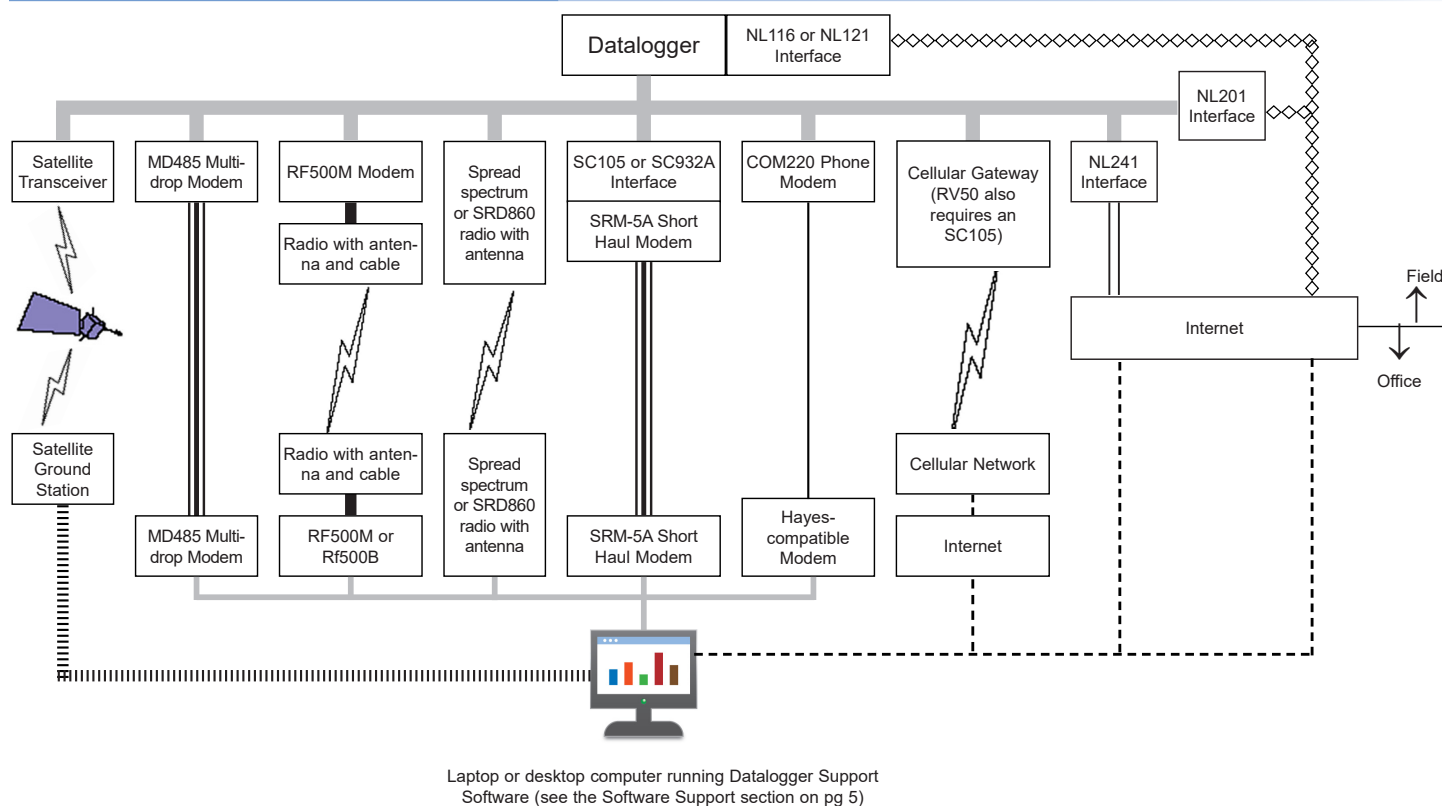 Datalogger
NL116 or NL121
Interface
NL201
Interface
Satellite
Transceiver
MD485 Multi-
drop Modem
RF500M Modem
Radio with anten-
na and cable
Spread
spectrum
or SRD860
radio with
antenna
SC105 or SC932A
Interface
SRM-5A Short
Haul Modem
COM220 Phone
Modem
Cellular Gateway
(RV50 also
requires an
SC105)
NL241
Interface
Internet
Field
Office
Satellite
Ground
Station
MD485 Multi-
drop Modem
Radio with anten-
na and cable
RF500M or
Rf500B
Spread
spectrum
or SRD860
radio with
antenna
SRM-5A Short
Haul Modem
Hayes-
compatible
Modem
Cellular Network
Internet
Laptop or desktop computer running Datalogger Support
Software (see the Software Support section on pg 5)